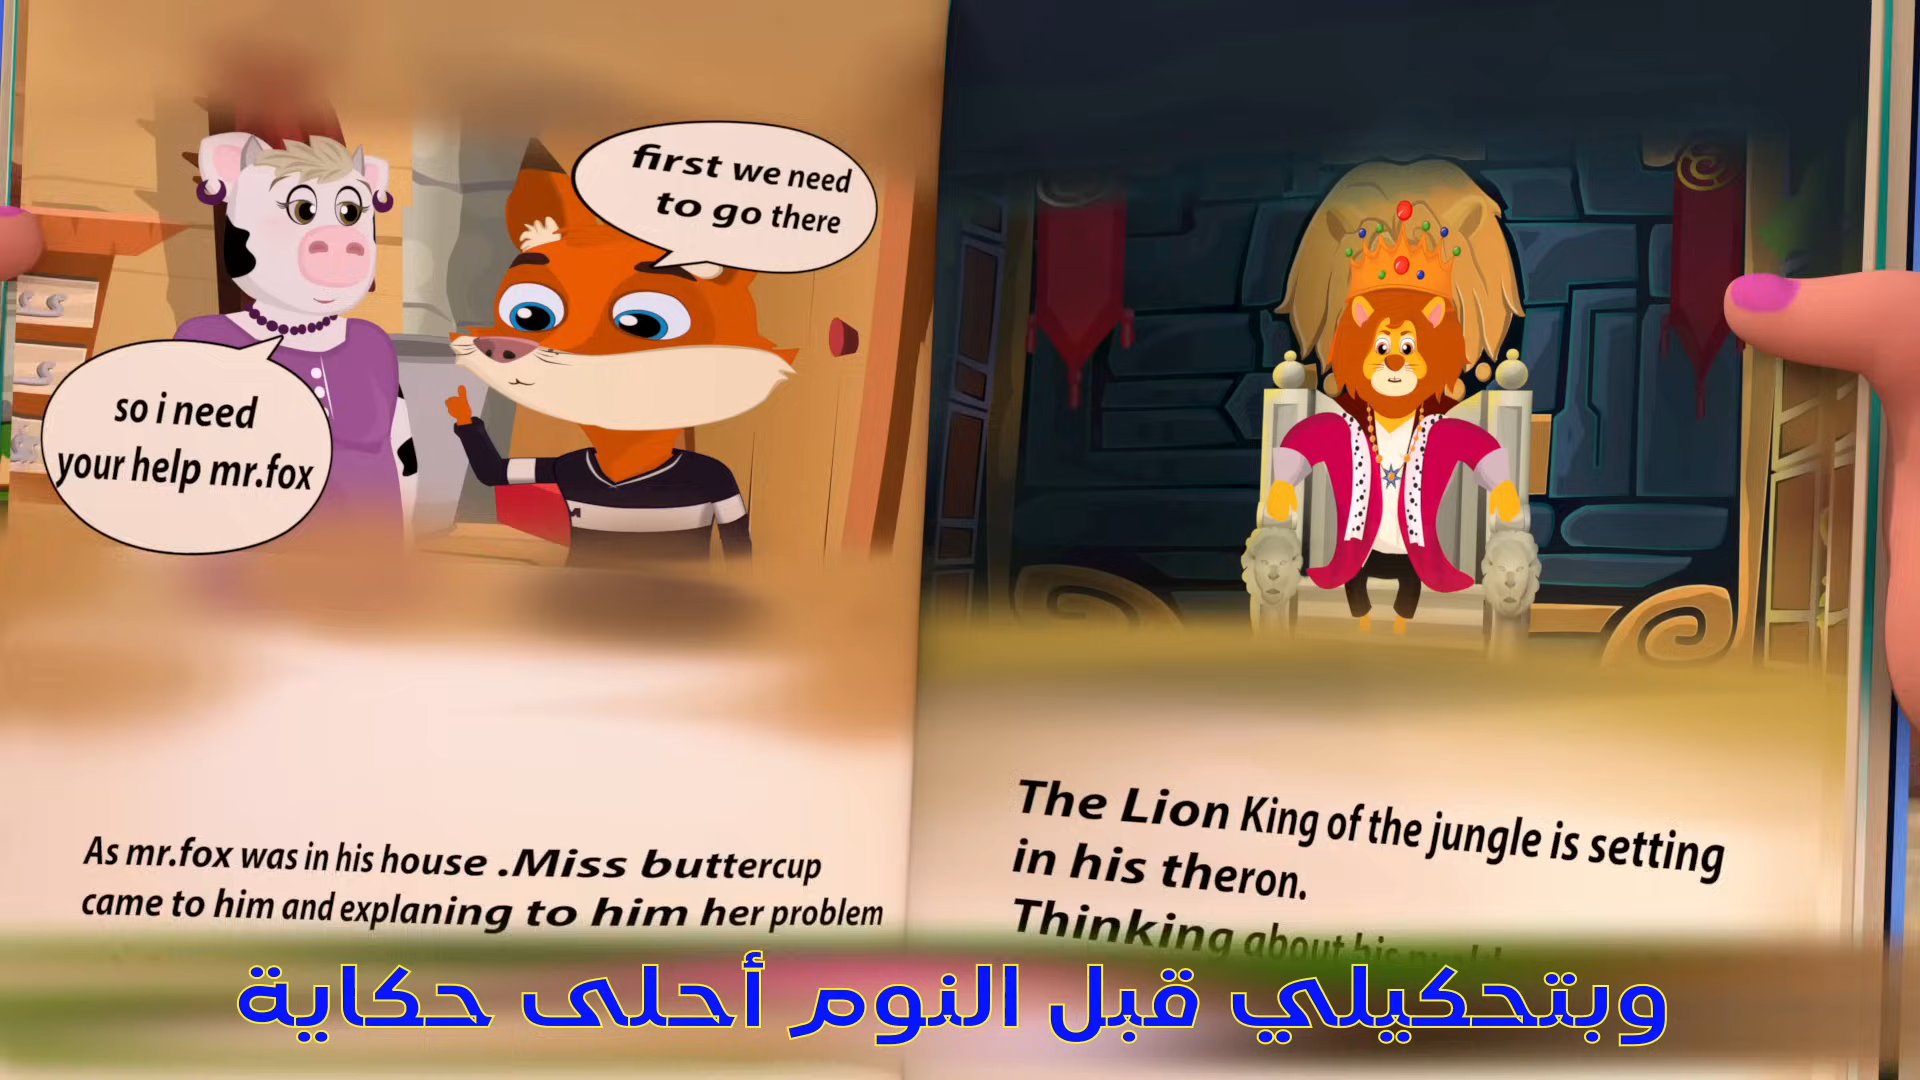 first we need
to go there
so i need
your help mr.fox
As mr.fox was in his house .Miss buttercup
came to him and explaning to him her problem
The Lion King of the jungle is setting
in his theron.
Thinking about his
وبتحكيلي قبل النوم أحلى حكاية